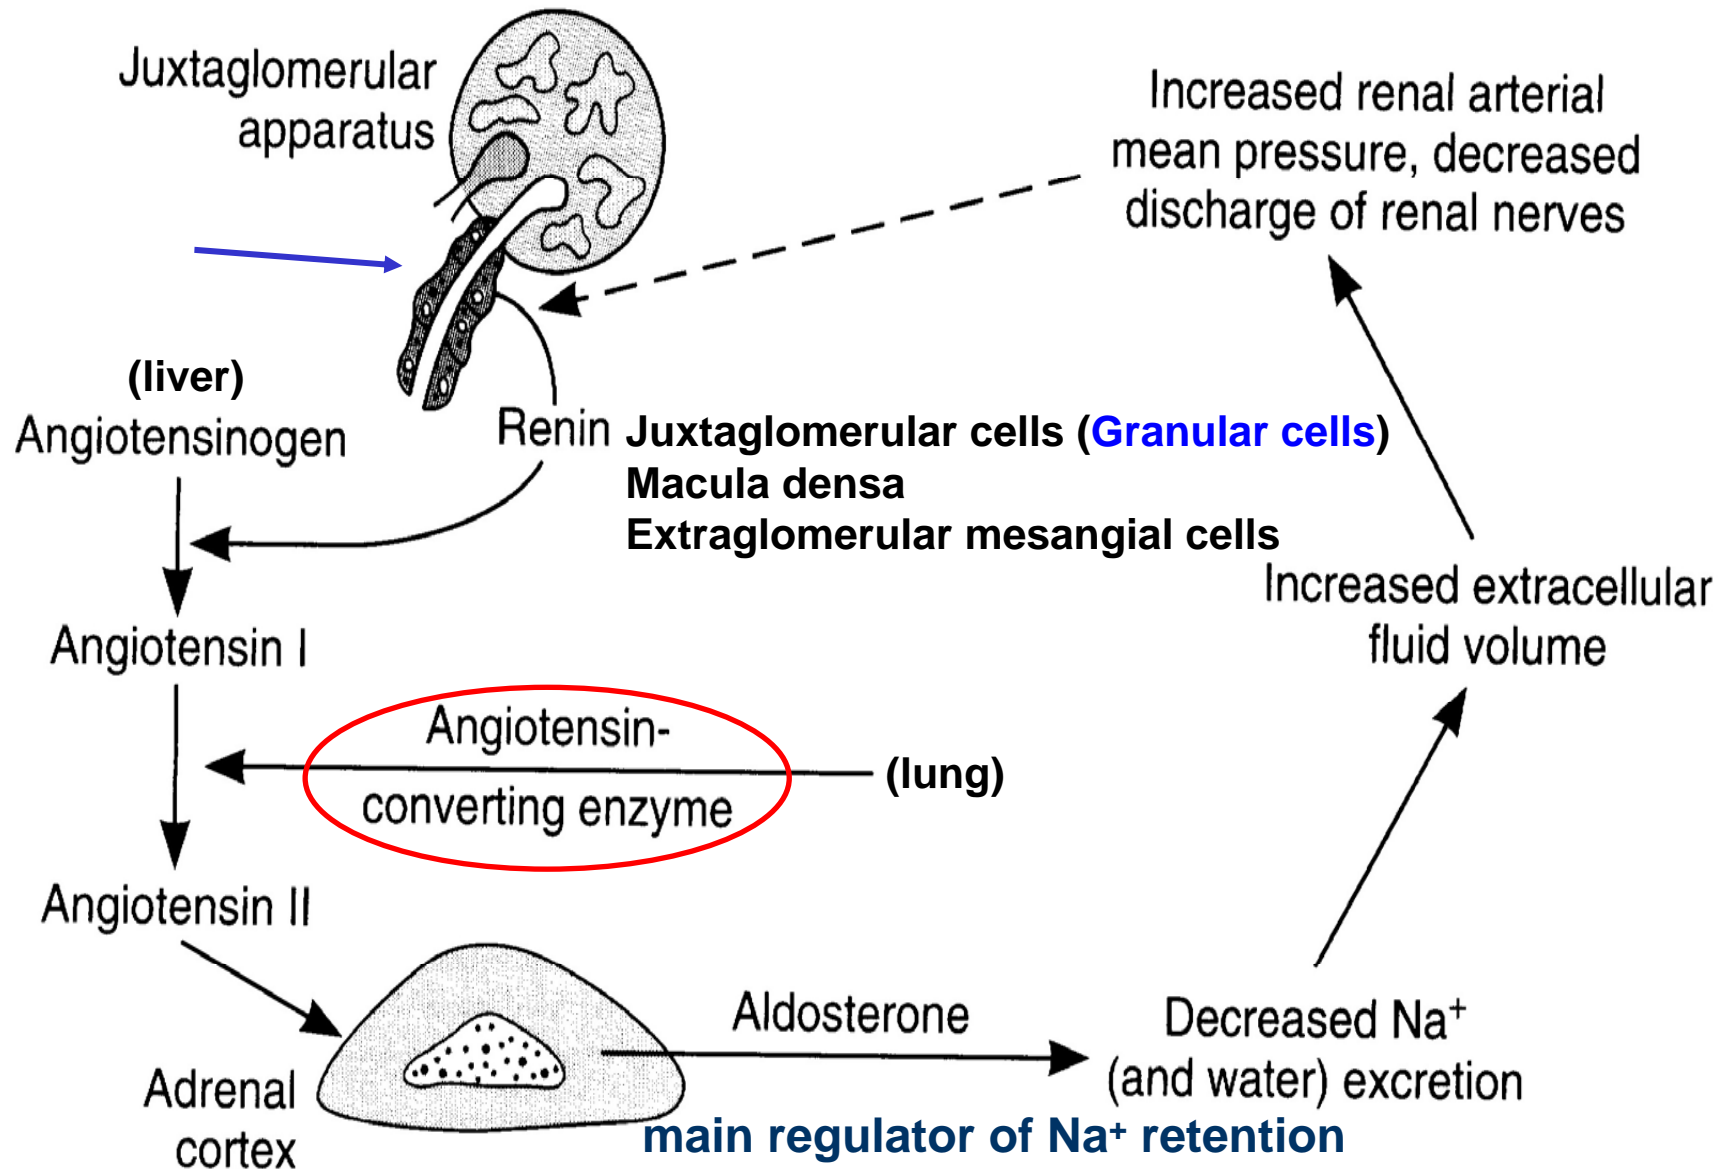 Juxtaglomerular
apparatus
Increased renal arterial
mean pressure, decreased
discharge of renal nerves
(liver)
Angiotensinogen
Renin Juxtaglomerular cells (Granular cells)
Macula densa
Extraglomerular mesangial cells
Increased extracellular
fluid volume
Angiotensin I
Angiotensin-
converting enzyme
(lung)
Angiotensin II
Adrenal
cortex
Aldosterone
Decreased Na⁺
(and water) excretion
main regulator of Na⁺ retention